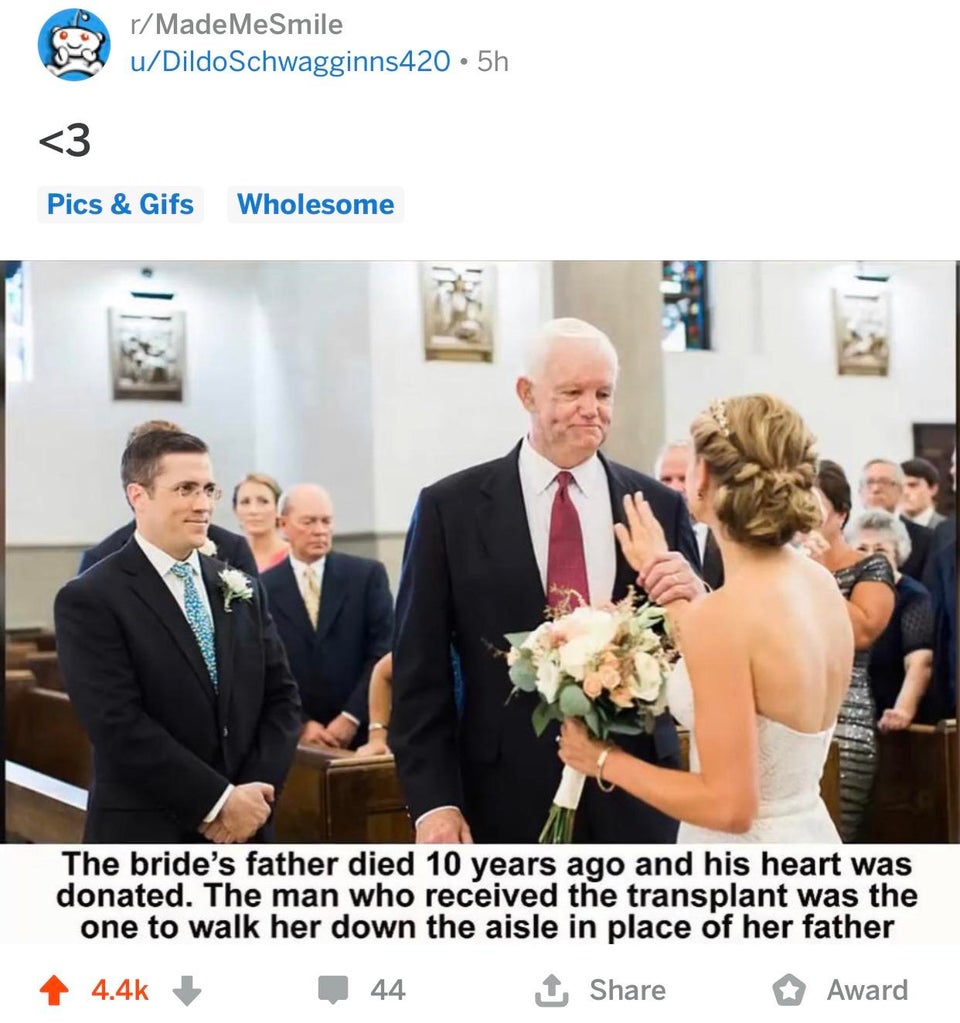 r/MadeMeSmile
u/DildoSchwagginns420 • 5h
<3
Pics & Gifs Wholesome
The bride's father died 10 years ago and his heart was
donated. The man who received the transplant was the
one to walk her down the aisle in place of her father
4.4k 44 Share Award